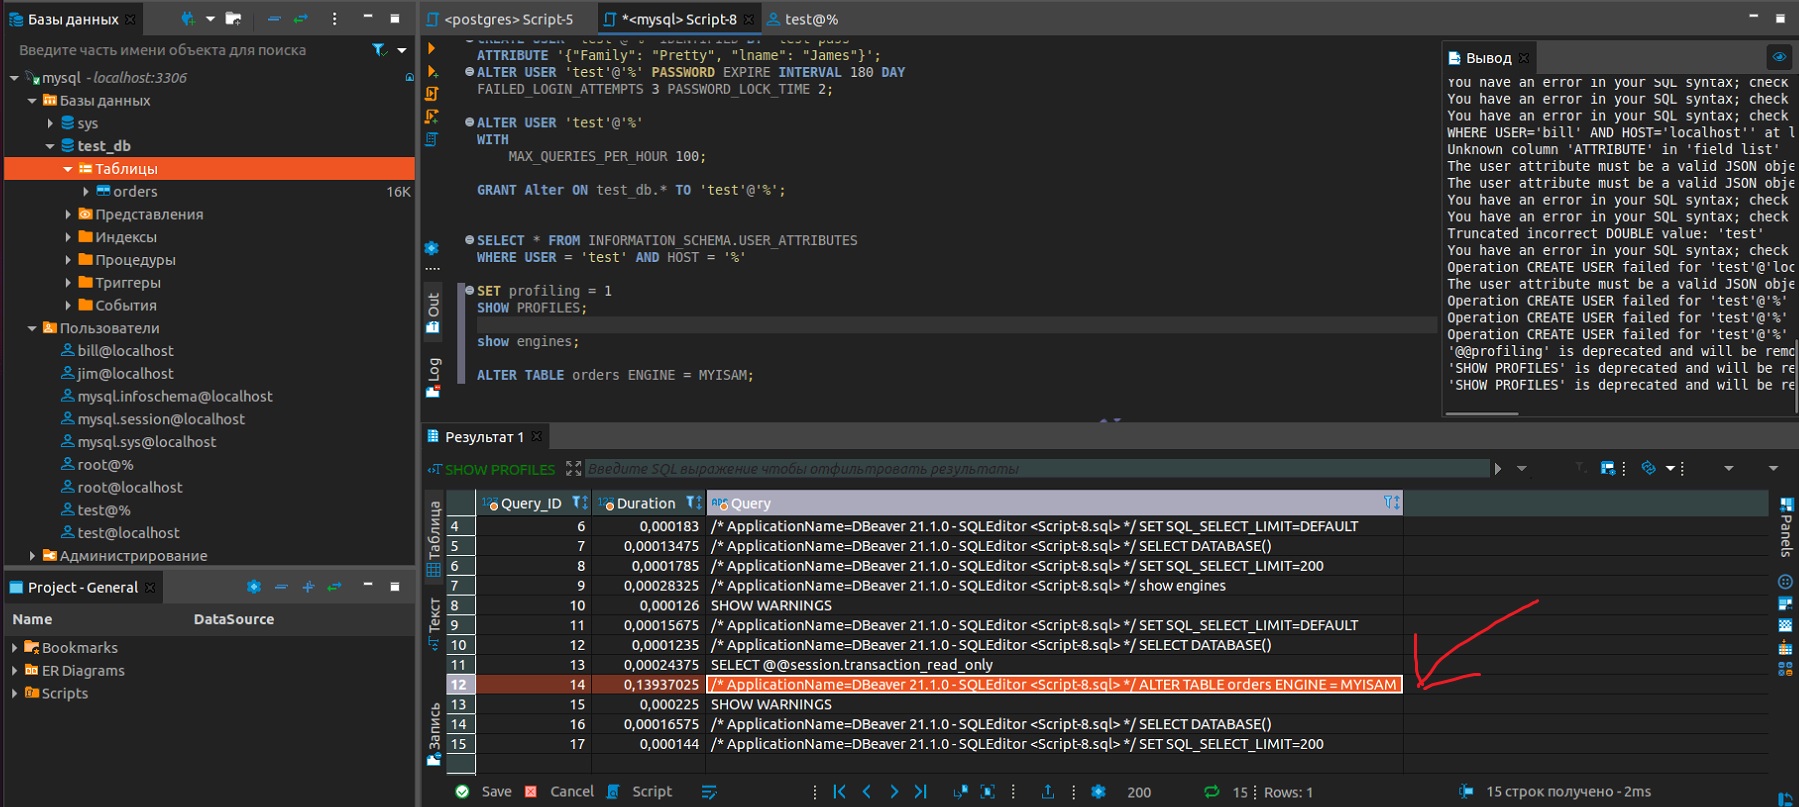 Базы данных
<postgres> Script-5
*<mysql> Script-8
test@%
Введите часть имени объекта для поиска
mysql - localhost:3306
Базы данных
sys
test_db
Таблицы
orders 16K
Представления
Индексы
Процедуры
Триггеры
События
Пользователи
bill@localhost
jim@localhost
mysql.infoschema@localhost
mysql.session@localhost
mysql.sys@localhost
root@%
root@localhost
test@%
test@localhost
Администрирование
Project - General
Name DataSource
Bookmarks
ER Diagrams
Scripts
CREATE USER 'test'@'%' IDENTIFIED BY 'test-pass'
ATTRIBUTE '{"Family": "Pretty", "lname": "James"}';
ALTER USER 'test'@'%' PASSWORD EXPIRE INTERVAL 180 DAY
FAILED_LOGIN_ATTEMPTS 3 PASSWORD_LOCK_TIME 2;
ALTER USER 'test'@'%'
WITH
MAX_QUERIES_PER_HOUR 100;
GRANT Alter ON test_db.* TO 'test'@'%';
SELECT * FROM INFORMATION_SCHEMA.USER_ATTRIBUTES
WHERE USER = 'test' AND HOST = '%'
SET profiling = 1
SHOW PROFILES;
show engines;
ALTER TABLE orders ENGINE = MYISAM;
Out
Log
Вывод
You have an error in your SQL syntax; check
You have an error in your SQL syntax; check
You have an error in your SQL syntax; check
WHERE USER='bill' AND HOST='localhost'' at l
Unknown column 'ATTRIBUTE' in 'field list'
The user attribute must be a valid JSON obje
The user attribute must be a valid JSON obje
You have an error in your SQL syntax; check
You have an error in your SQL syntax; check
Truncated incorrect DOUBLE value: 'test'
You have an error in your SQL syntax; check
Operation CREATE USER failed for 'test'@'loc
The user attribute must be a valid JSON obje
Operation CREATE USER failed for 'test'@'%'
Operation CREATE USER failed for 'test'@'%'
Operation CREATE USER failed for 'test'@'%'
'@@profiling' is deprecated and will be remo
'SHOW PROFILES' is deprecated and will be re
'SHOW PROFILES' is deprecated and will be re
Результат 1
SHOW PROFILES
Введите SQL выражение чтобы отфильтровать результаты
Таблица
Текст
Запись
Panels
123 Query_ID 123 Duration ABC Query
4 6 0,000183 /* ApplicationName=DBeaver 21.1.0 - SQLEditor <Script-8.sql> */ SET SQL_SELECT_LIMIT=DEFAULT
5 7 0,00013475 /* ApplicationName=DBeaver 21.1.0 - SQLEditor <Script-8.sql> */ SELECT DATABASE()
6 8 0,0001785 /* ApplicationName=DBeaver 21.1.0 - SQLEditor <Script-8.sql> */ SET SQL_SELECT_LIMIT=200
7 9 0,00028325 /* ApplicationName=DBeaver 21.1.0 - SQLEditor <Script-8.sql> */ show engines
8 10 0,000126 SHOW WARNINGS
9 11 0,00015675 /* ApplicationName=DBeaver 21.1.0 - SQLEditor <Script-8.sql> */ SET SQL_SELECT_LIMIT=DEFAULT
10 12 0,0001235 /* ApplicationName=DBeaver 21.1.0 - SQLEditor <Script-8.sql> */ SELECT DATABASE()
11 13 0,00024375 SELECT @@session.transaction_read_only
12 14 0,13937025 /* ApplicationName=DBeaver 21.1.0 - SQLEditor <Script-8.sql> */ ALTER TABLE orders ENGINE = MYISAM
13 15 0,000225 SHOW WARNINGS
14 16 0,00016575 /* ApplicationName=DBeaver 21.1.0 - SQLEditor <Script-8.sql> */ SELECT DATABASE()
15 17 0,000144 /* ApplicationName=DBeaver 21.1.0 - SQLEditor <Script-8.sql> */ SET SQL_SELECT_LIMIT=200
Save Cancel Script 200 15 Rows: 1 15 строк получено - 2ms